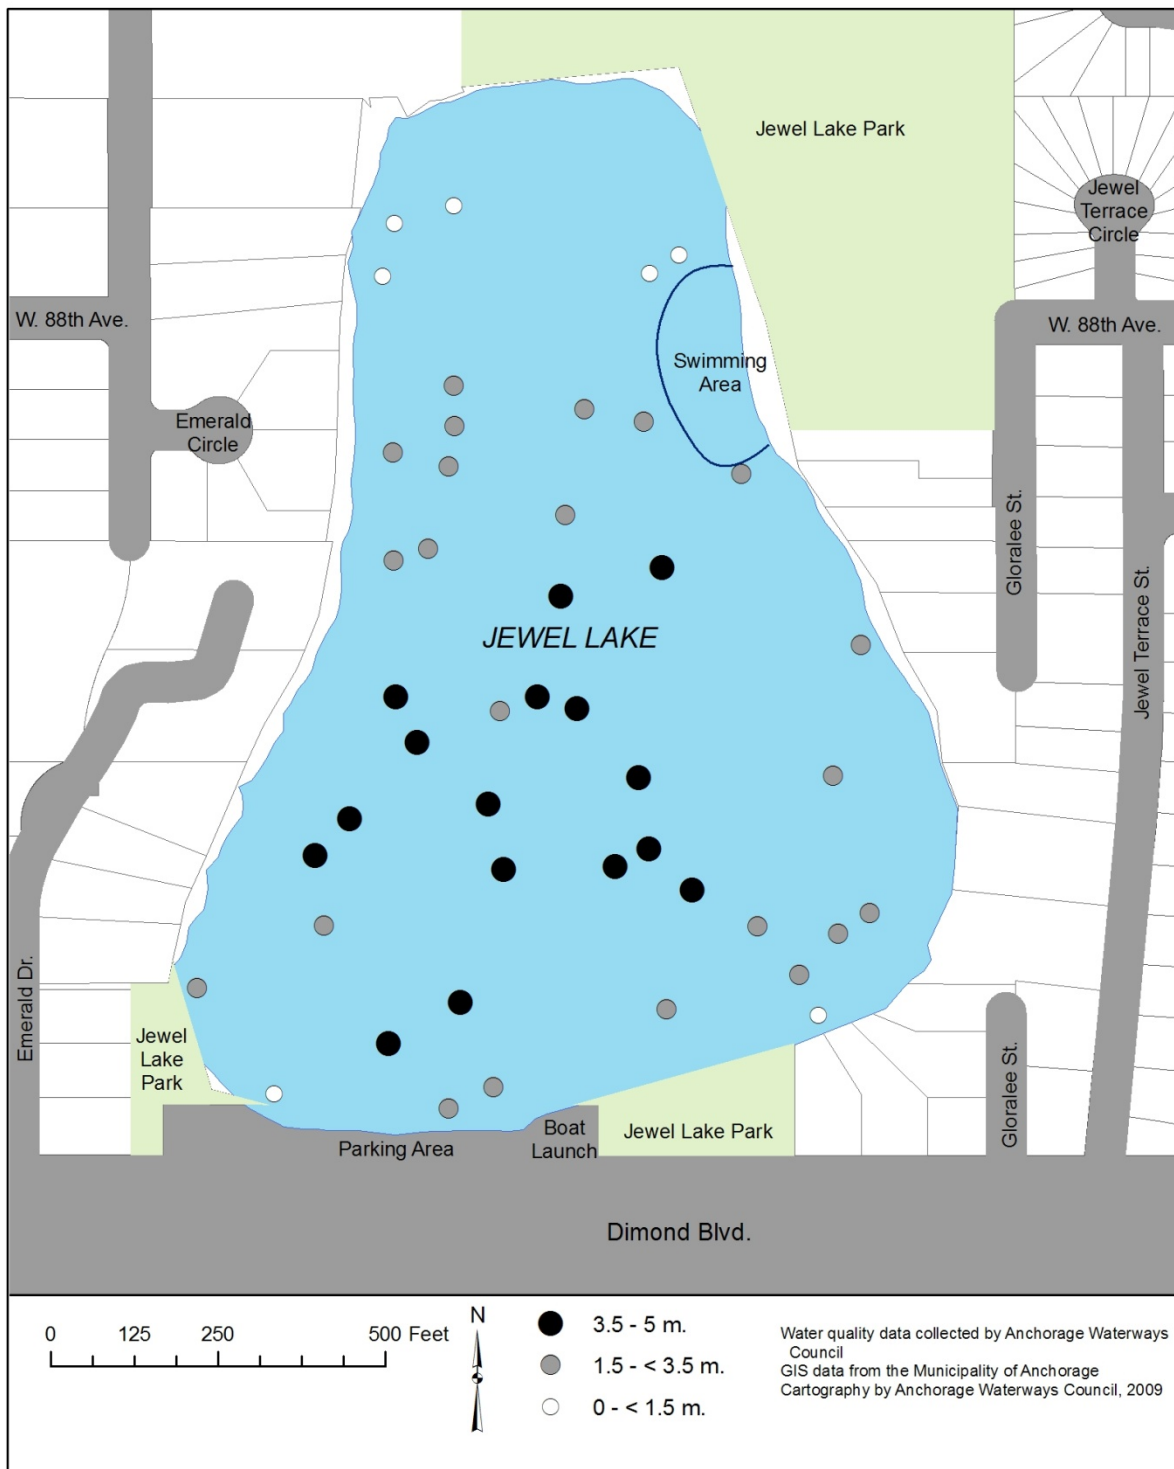 Jewel Lake Park
Jewel
Terrace
Circle
W. 88th Ave.
W. 88th Ave.
Swimming
Area
Emerald
Circle
Gloralee St.
JEWEL LAKE
Jewel Terrace St.
Emerald Dr.
Jewel
Lake
Park
Gloralee St.
Parking Area
Boat
Launch
Jewel Lake Park
Dimond Blvd.
0 125 250 500 Feet
N
3.5 - 5 m.
1.5 - < 3.5 m.
0 - < 1.5 m.
Water quality data collected by Anchorage Waterways
Council
GIS data from the Municipality of Anchorage
Cartography by Anchorage Waterways Council, 2009